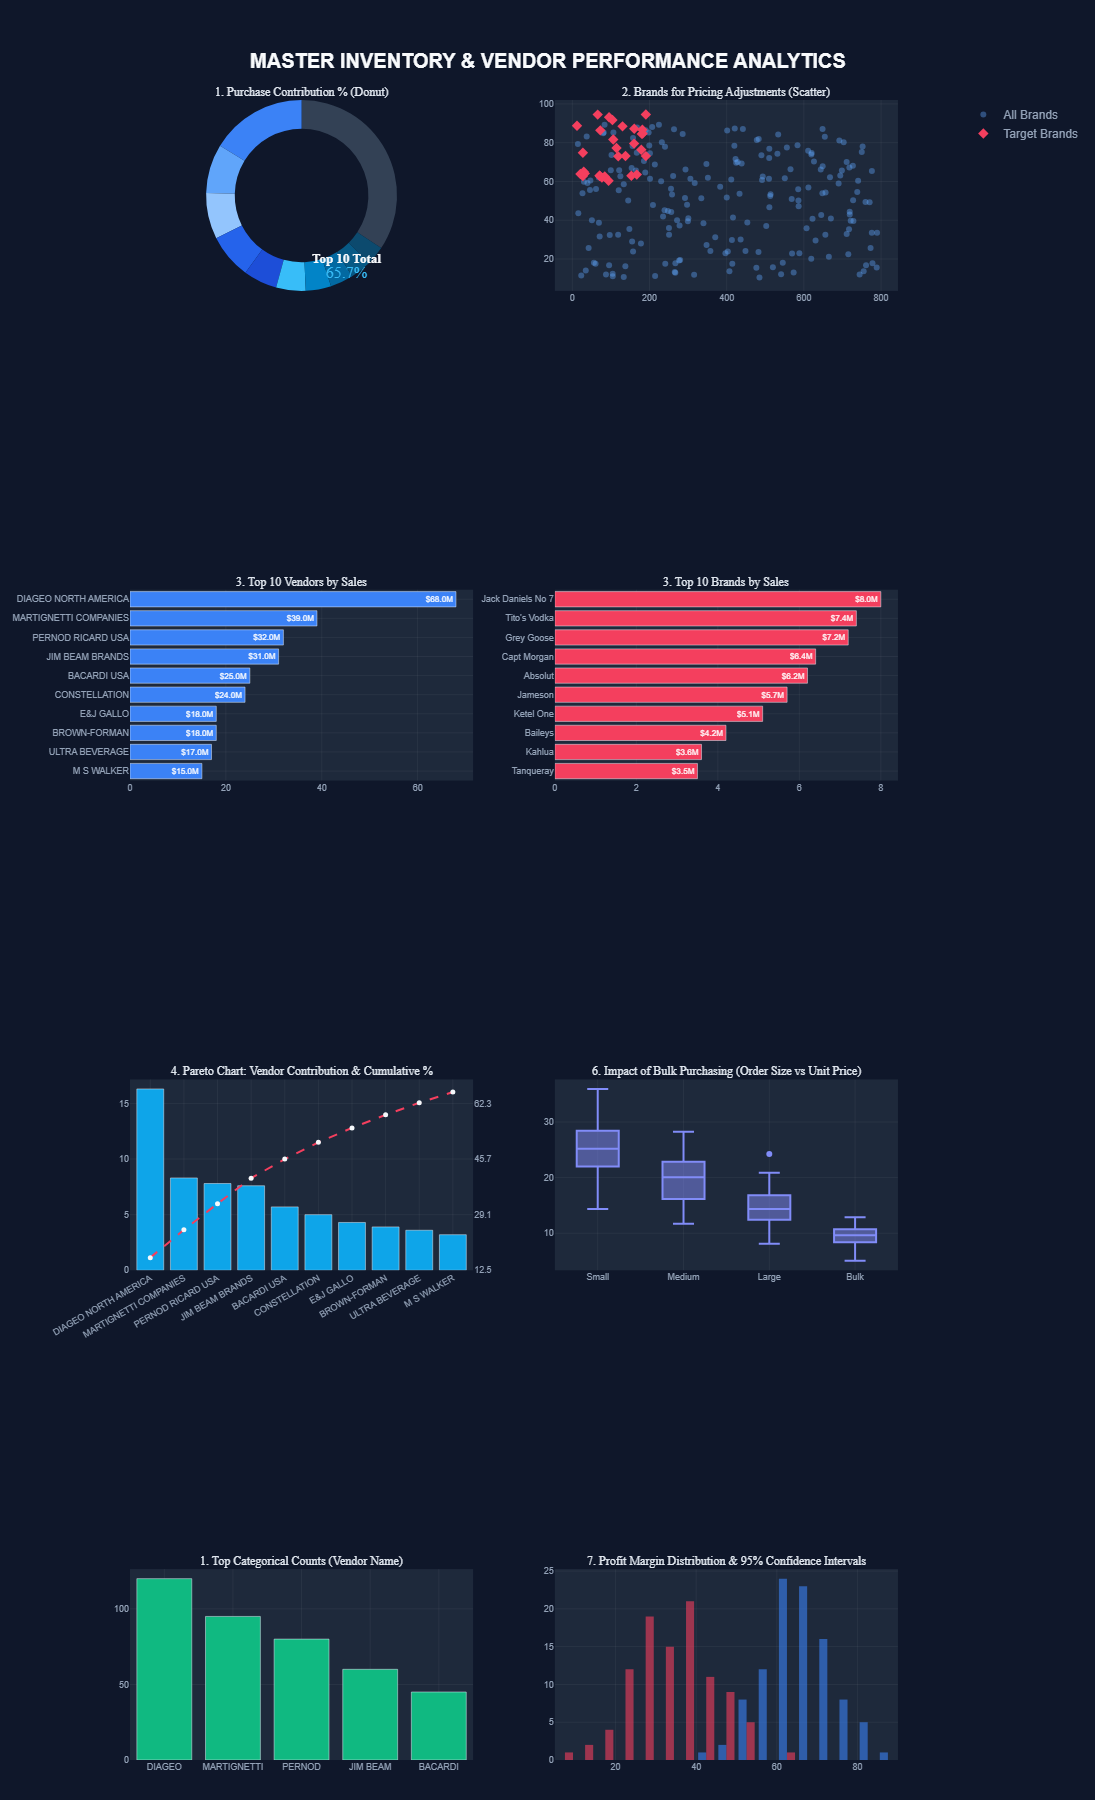 MASTER INVENTORY & VENDOR PERFORMANCE ANALYTICS
1. Purchase Contribution % (Donut)
Top 10 Total
65.7%
2. Brands for Pricing Adjustments (Scatter)
100
80
60
40
20
0
200
400
600
800
All Brands
Target Brands
3. Top 10 Vendors by Sales
DIAGEO NORTH AMERICA
$68.0M
MARTIGNETTI COMPANIES
$39.0M
PERNOD RICARD USA
$32.0M
JIM BEAM BRANDS
$31.0M
BACARDI USA
$25.0M
CONSTELLATION
$24.0M
E&J GALLO
$18.0M
BROWN-FORMAN
$18.0M
ULTRA BEVERAGE
$17.0M
M S WALKER
$15.0M
0
20
40
60
3. Top 10 Brands by Sales
Jack Daniels No 7
$8.0M
Tito's Vodka
$7.4M
Grey Goose
$7.2M
Capt Morgan
$6.4M
Absolut
$6.2M
Jameson
$5.7M
Ketel One
$5.1M
Baileys
$4.2M
Kahlua
$3.6M
Tanqueray
$3.5M
0
2
4
6
8
4. Pareto Chart: Vendor Contribution & Cumulative %
15
10
5
0
62.3
45.7
29.1
12.5
DIAGEO NORTH AMERICA
MARTIGNETTI COMPANIES
PERNOD RICARD USA
JIM BEAM BRANDS
BACARDI USA
CONSTELLATION
E&J GALLO
BROWN-FORMAN
ULTRA BEVERAGE
M S WALKER
6. Impact of Bulk Purchasing (Order Size vs Unit Price)
30
20
10
Small
Medium
Large
Bulk
1. Top Categorical Counts (Vendor Name)
100
50
0
DIAGEO
MARTIGNETTI
PERNOD
JIM BEAM
BACARDI
7. Profit Margin Distribution & 95% Confidence Intervals
25
20
15
10
5
0
20
40
60
80